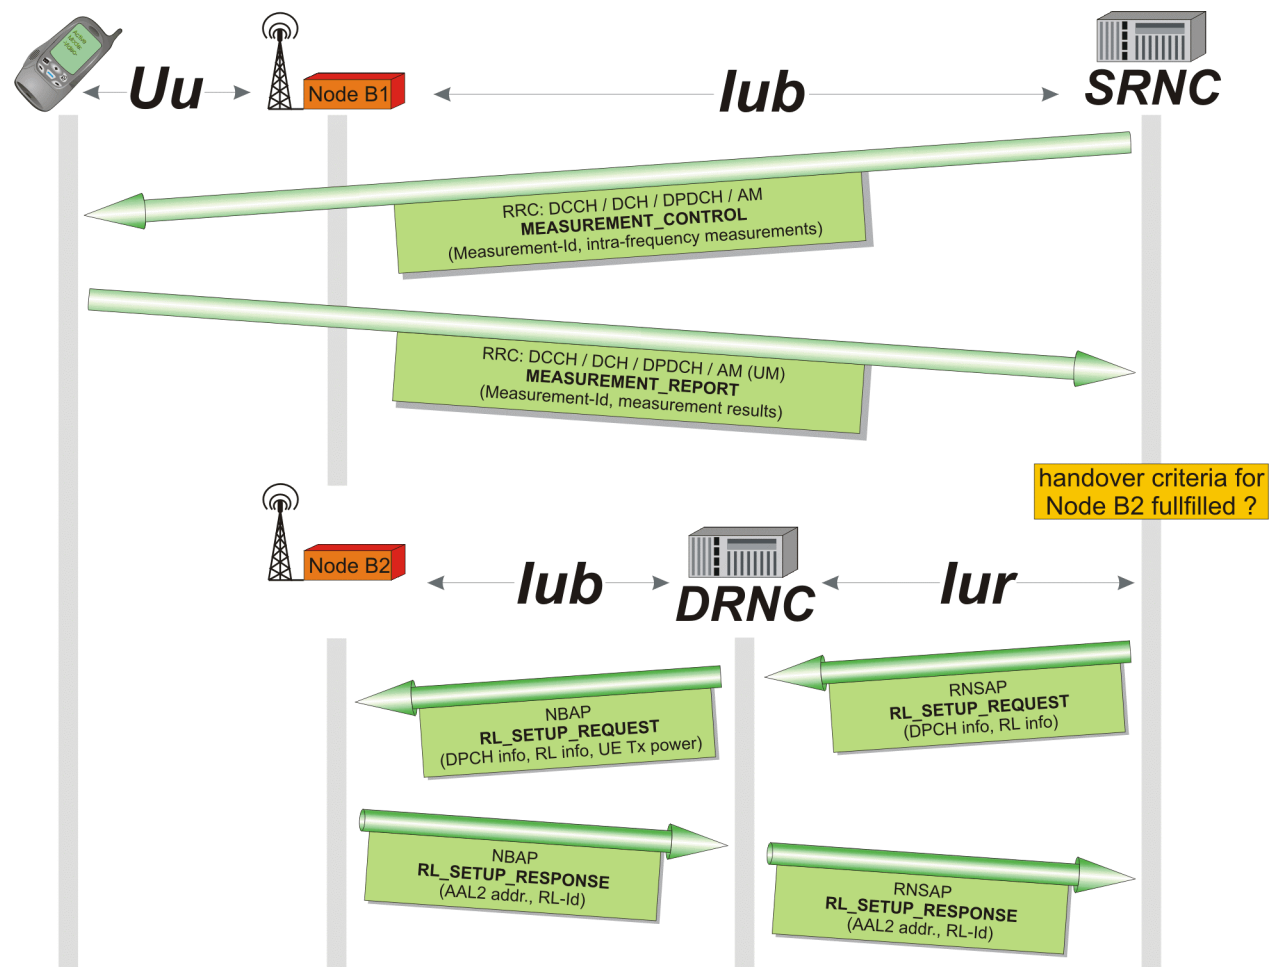 Uu
Node B1
Iub
SRNC
RRC: DCCH / DCH / DPDCH / AM
MEASUREMENT_CONTROL
(Measurement-Id, intra-frequency measurements)
RRC: DCCH / DCH / DPDCH / AM (UM)
MEASUREMENT_REPORT
(Measurement-Id, measurement results)
handover criteria for
Node B2 fullfilled ?
Node B2
Iub
DRNC
Iur
RNSAP
RL_SETUP_REQUEST
(DPCH info, RL info)
NBAP
RL_SETUP_REQUEST
(DPCH info, RL info, UE Tx power)
NBAP
RL_SETUP_RESPONSE
(AAL2 addr., RL-Id)
RNSAP
RL_SETUP_RESPONSE
(AAL2 addr., RL-Id)